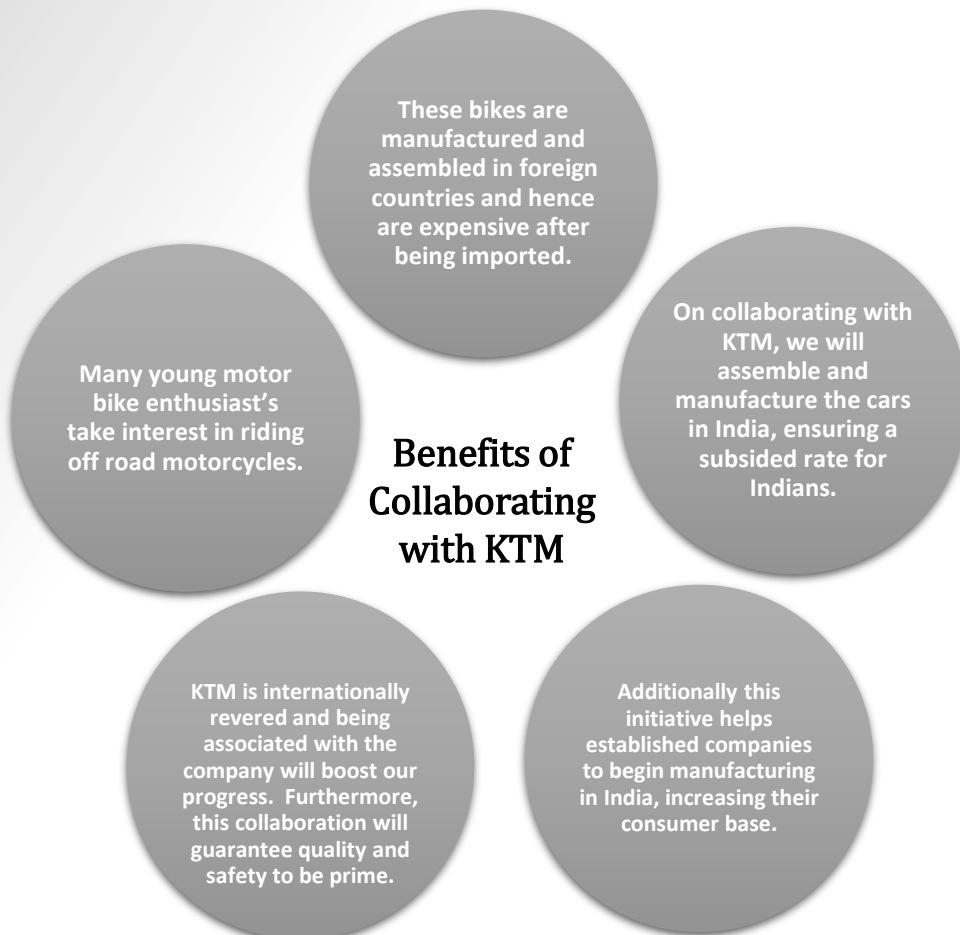 These bikes are
manufactured and
assembled in foreign
countries and hence
are expensive after
being imported.
On collaborating with
KTM, we will
assemble and
manufacture the cars
in India, ensuring a
subsided rate for
Indians.
Additionally this
initiative helps
established companies
to begin manufacturing
in India, increasing their
consumer base.
KTM is internationally
revered and being
associated with the
company will boost our
progress.  Furthermore,
this collaboration will
guarantee quality and
safety to be prime.
Many young motor
bike enthusiast's
take interest in riding
off road motorcycles.
Benefits of
Collaborating
with KTM